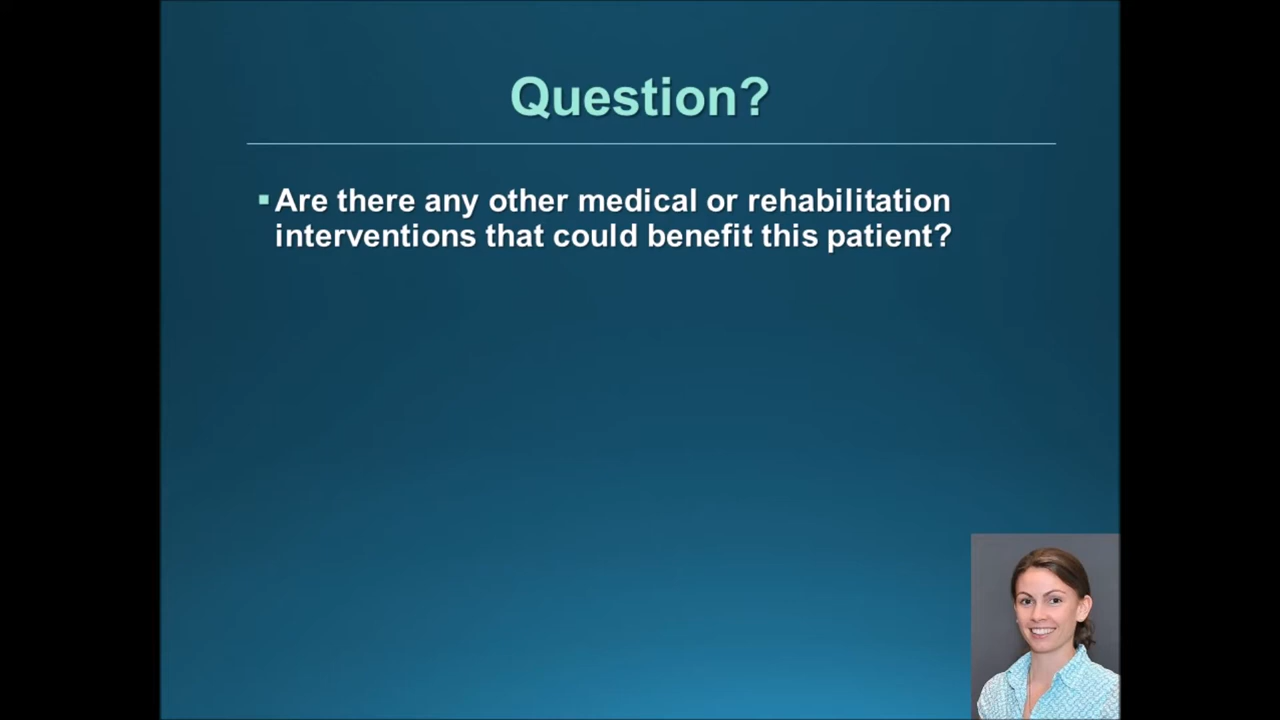 Question?
▪Are there any other medical or rehabilitation
interventions that could benefit this patient?